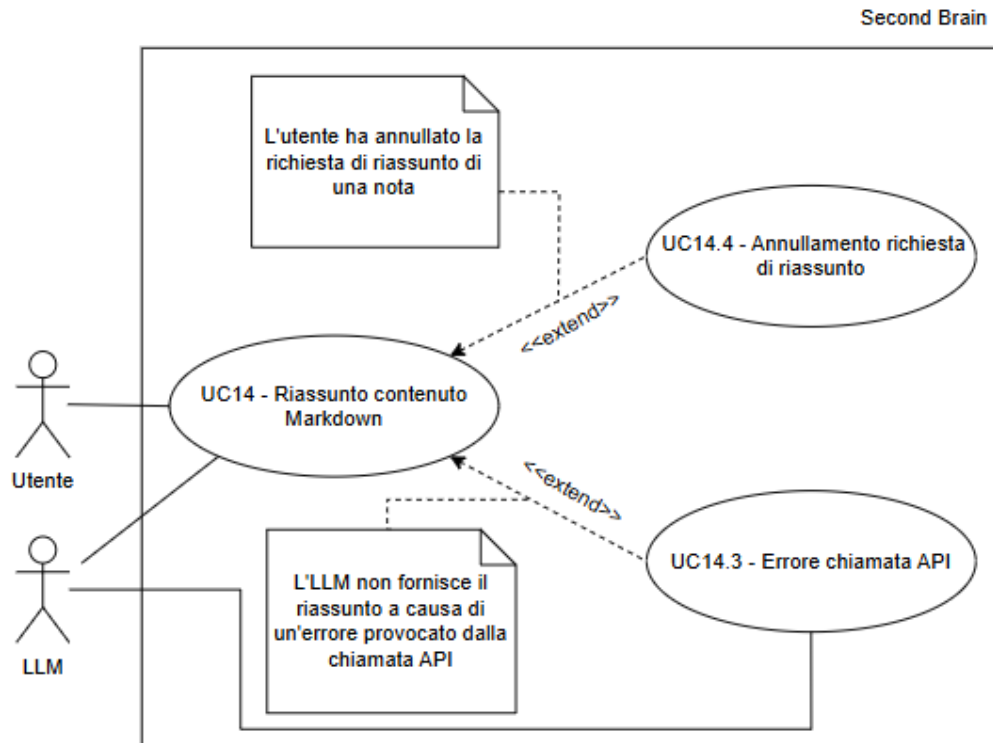 Second Brain
L'utente ha annullato la
richiesta di riassunto di
una nota
UC14.4 - Annullamento richiesta
di riassunto
<<extend>>
UC14 - Riassunto contenuto
Markdown
Utente
<<extend>>
UC14.3 - Errore chiamata API
L'LLM non fornisce il
riassunto a causa di
un'errore provocato dalla
chiamata API
LLM